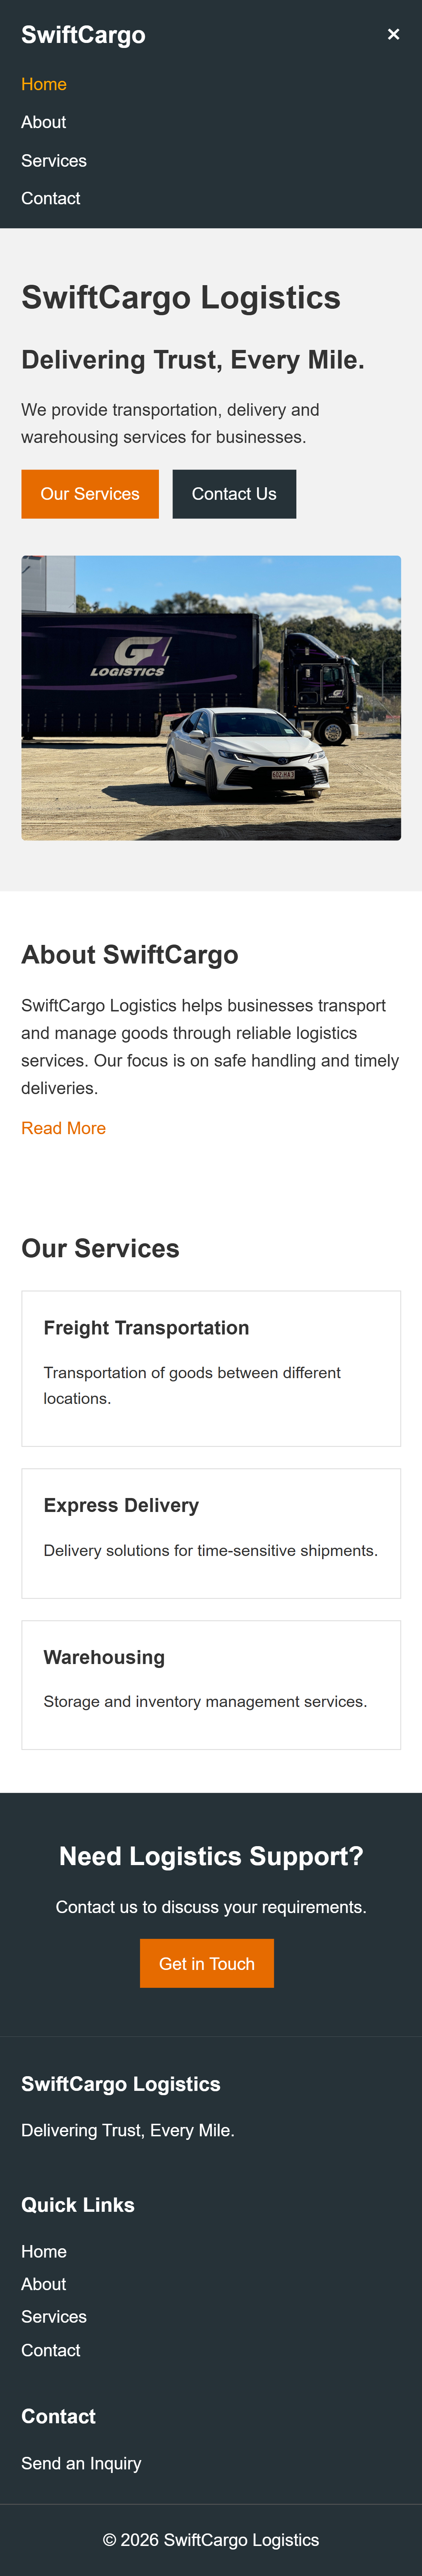 SwiftCargo ✕
Home
About
Services
Contact
SwiftCargo Logistics
Delivering Trust, Every Mile.
We provide transportation, delivery and
warehousing services for businesses.
Our Services Contact Us
G
LOGISTICS
About SwiftCargo
SwiftCargo Logistics helps businesses transport
and manage goods through reliable logistics
services. Our focus is on safe handling and timely
deliveries.
Read More
Our Services
Freight Transportation
Transportation of goods between different
locations.
Express Delivery
Delivery solutions for time-sensitive shipments.
Warehousing
Storage and inventory management services.
Need Logistics Support?
Contact us to discuss your requirements.
Get in Touch
SwiftCargo Logistics
Delivering Trust, Every Mile.
Quick Links
Home
About
Services
Contact
Contact
Send an Inquiry
© 2026 SwiftCargo Logistics